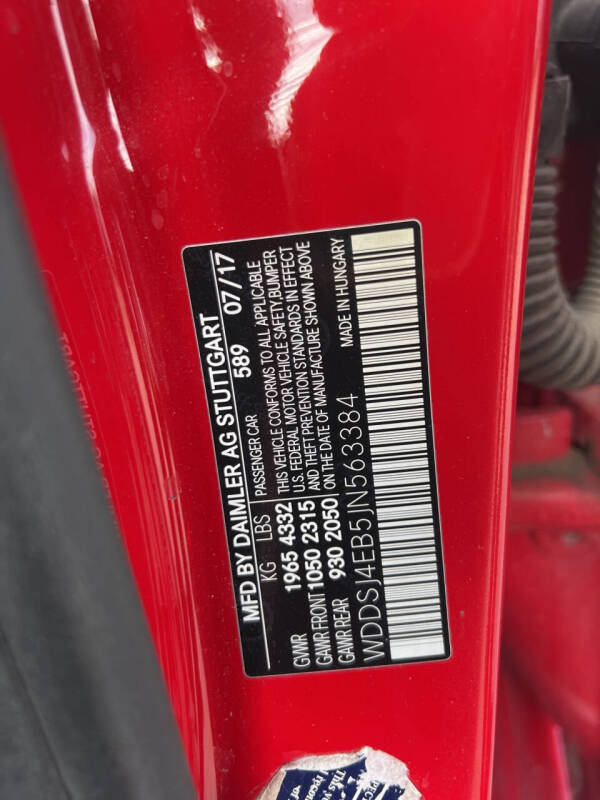 MFD BY DAIMLER AG STUTTGART
589 07/17
KG LBS PASSENGER CAR
GVWR 1965 4332
GAWR FRONT 1050 2315
GAWR REAR 930 2050
THIS VEHICLE CONFORMS TO ALL APPLICABLE
U.S. FEDERAL MOTOR VEHICLE SAFETY,BUMPER
AND THEFT PREVENTION STANDARDS IN EFFECT
ON THE DATE OF MANUFACTURE SHOWN ABOVE
MADE IN HUNGARY
WDDSJ4EB5JN563384
This